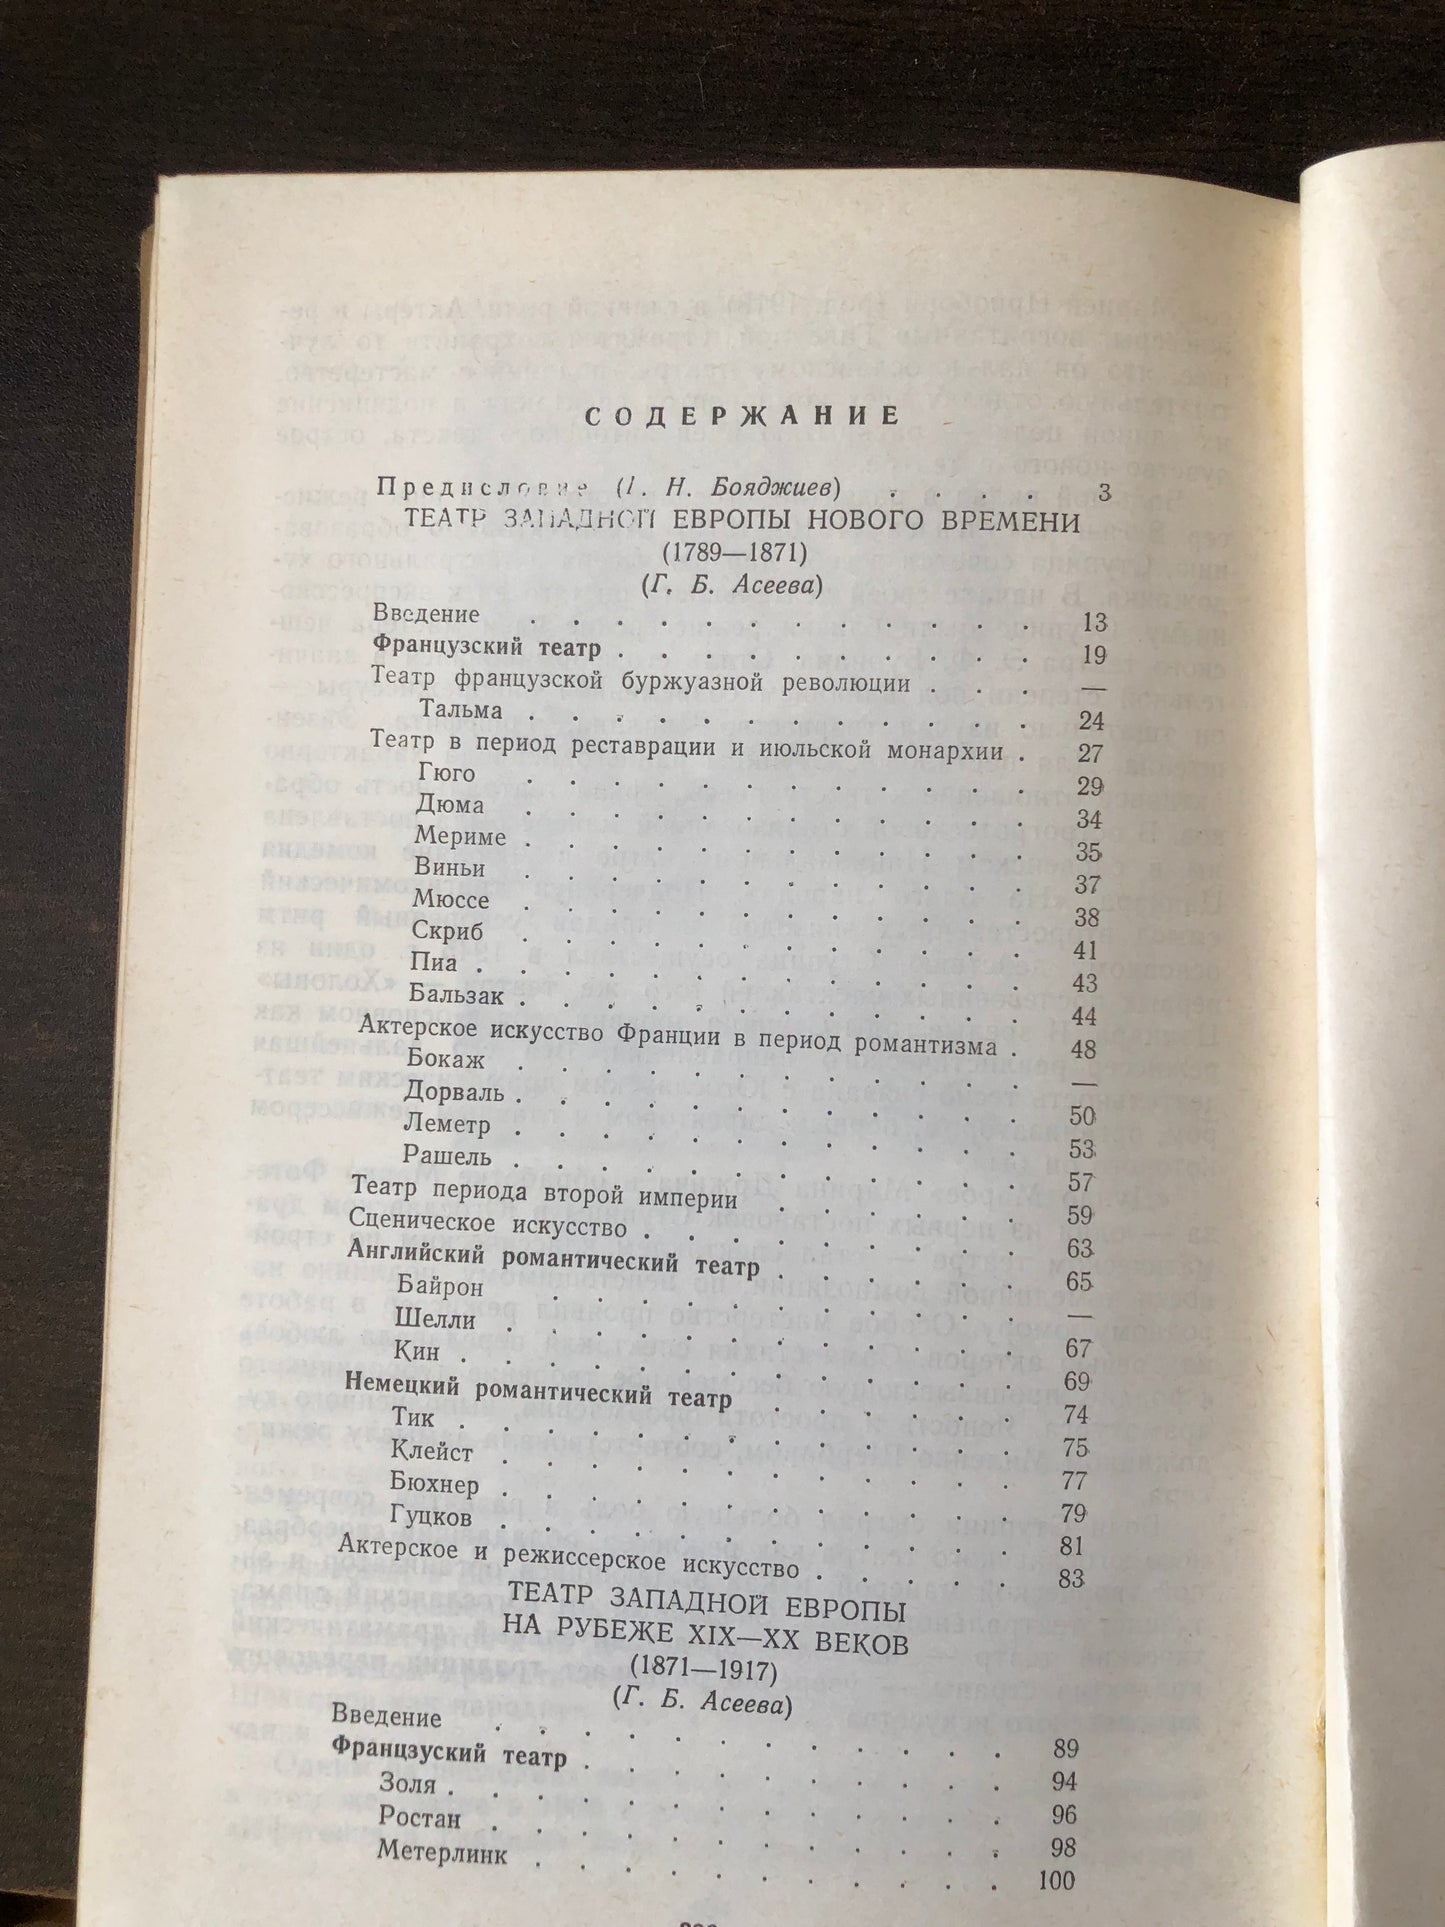 СОДЕРЖАНИЕ
Предисловие (Г. Н. Бояджиев) . . . . 3
ТЕАТР ЗАПАДНОЙ ЕВРОПЫ НОВОГО ВРЕМЕНИ
(1789—1871)
(Г. Б. Асеева)
Введение . . . . . . . . . . . . 13
Французский театр . . . . . . . . . . 19
Театр французской буржуазной революции . . . —
Тальма . . . . . . . . . . . . 24
Театр в период реставрации и июльской монархии . 27
Гюго . . . . . . . . . . . . 29
Дюма . . . . . . . . . . . . 34
Мериме . . . . . . . . . . . . 35
Виньи . . . . . . . . . . . . 37
Мюссе . . . . . . . . . . . . 38
Скриб . . . . . . . . . . . . 41
Пиа . . . . . . . . . . . . . 43
Бальзак . . . . . . . . . . . . 44
Актерское искусство Франции в период романтизма . 48
Бокаж . . . . . . . . . . . . —
Дорваль . . . . . . . . . . . . 50
Леметр . . . . . . . . . . . . 53
Рашель . . . . . . . . . . . . 57
Театр периода второй империи . . . . . . 59
Сценическое искусство . . . . . . . . . 63
Английский романтический театр . . . . . . 65
Байрон . . . . . . . . . . . —
Шелли . . . . . . . . . . . . 67
Кин . . . . . . . . . . . . . 69
Немецкий романтический театр . . . . . . 74
Тик . . . . . . . . . . . . . 75
Клейст . . . . . . . . . . . . 77
Бюхнер . . . . . . . . . . . . 79
Гуцков . . . . . . . . . . . . 81
Актерское и режиссерское искусство . . . . . 83
ТЕАТР ЗАПАДНОЙ ЕВРОПЫ
НА РУБЕЖЕ XIX—XX ВЕКОВ
(1871—1917)
(Г. Б. Асеева)
Введение . . . . . . . . . . . . 89
Францзуский театр . . . . . . . . . . 94
Золя . . . . . . . . . . . . . 96
Ростан . . . . . . . . . . . . 98
Метерлинк . . . . . . . . . . . 100